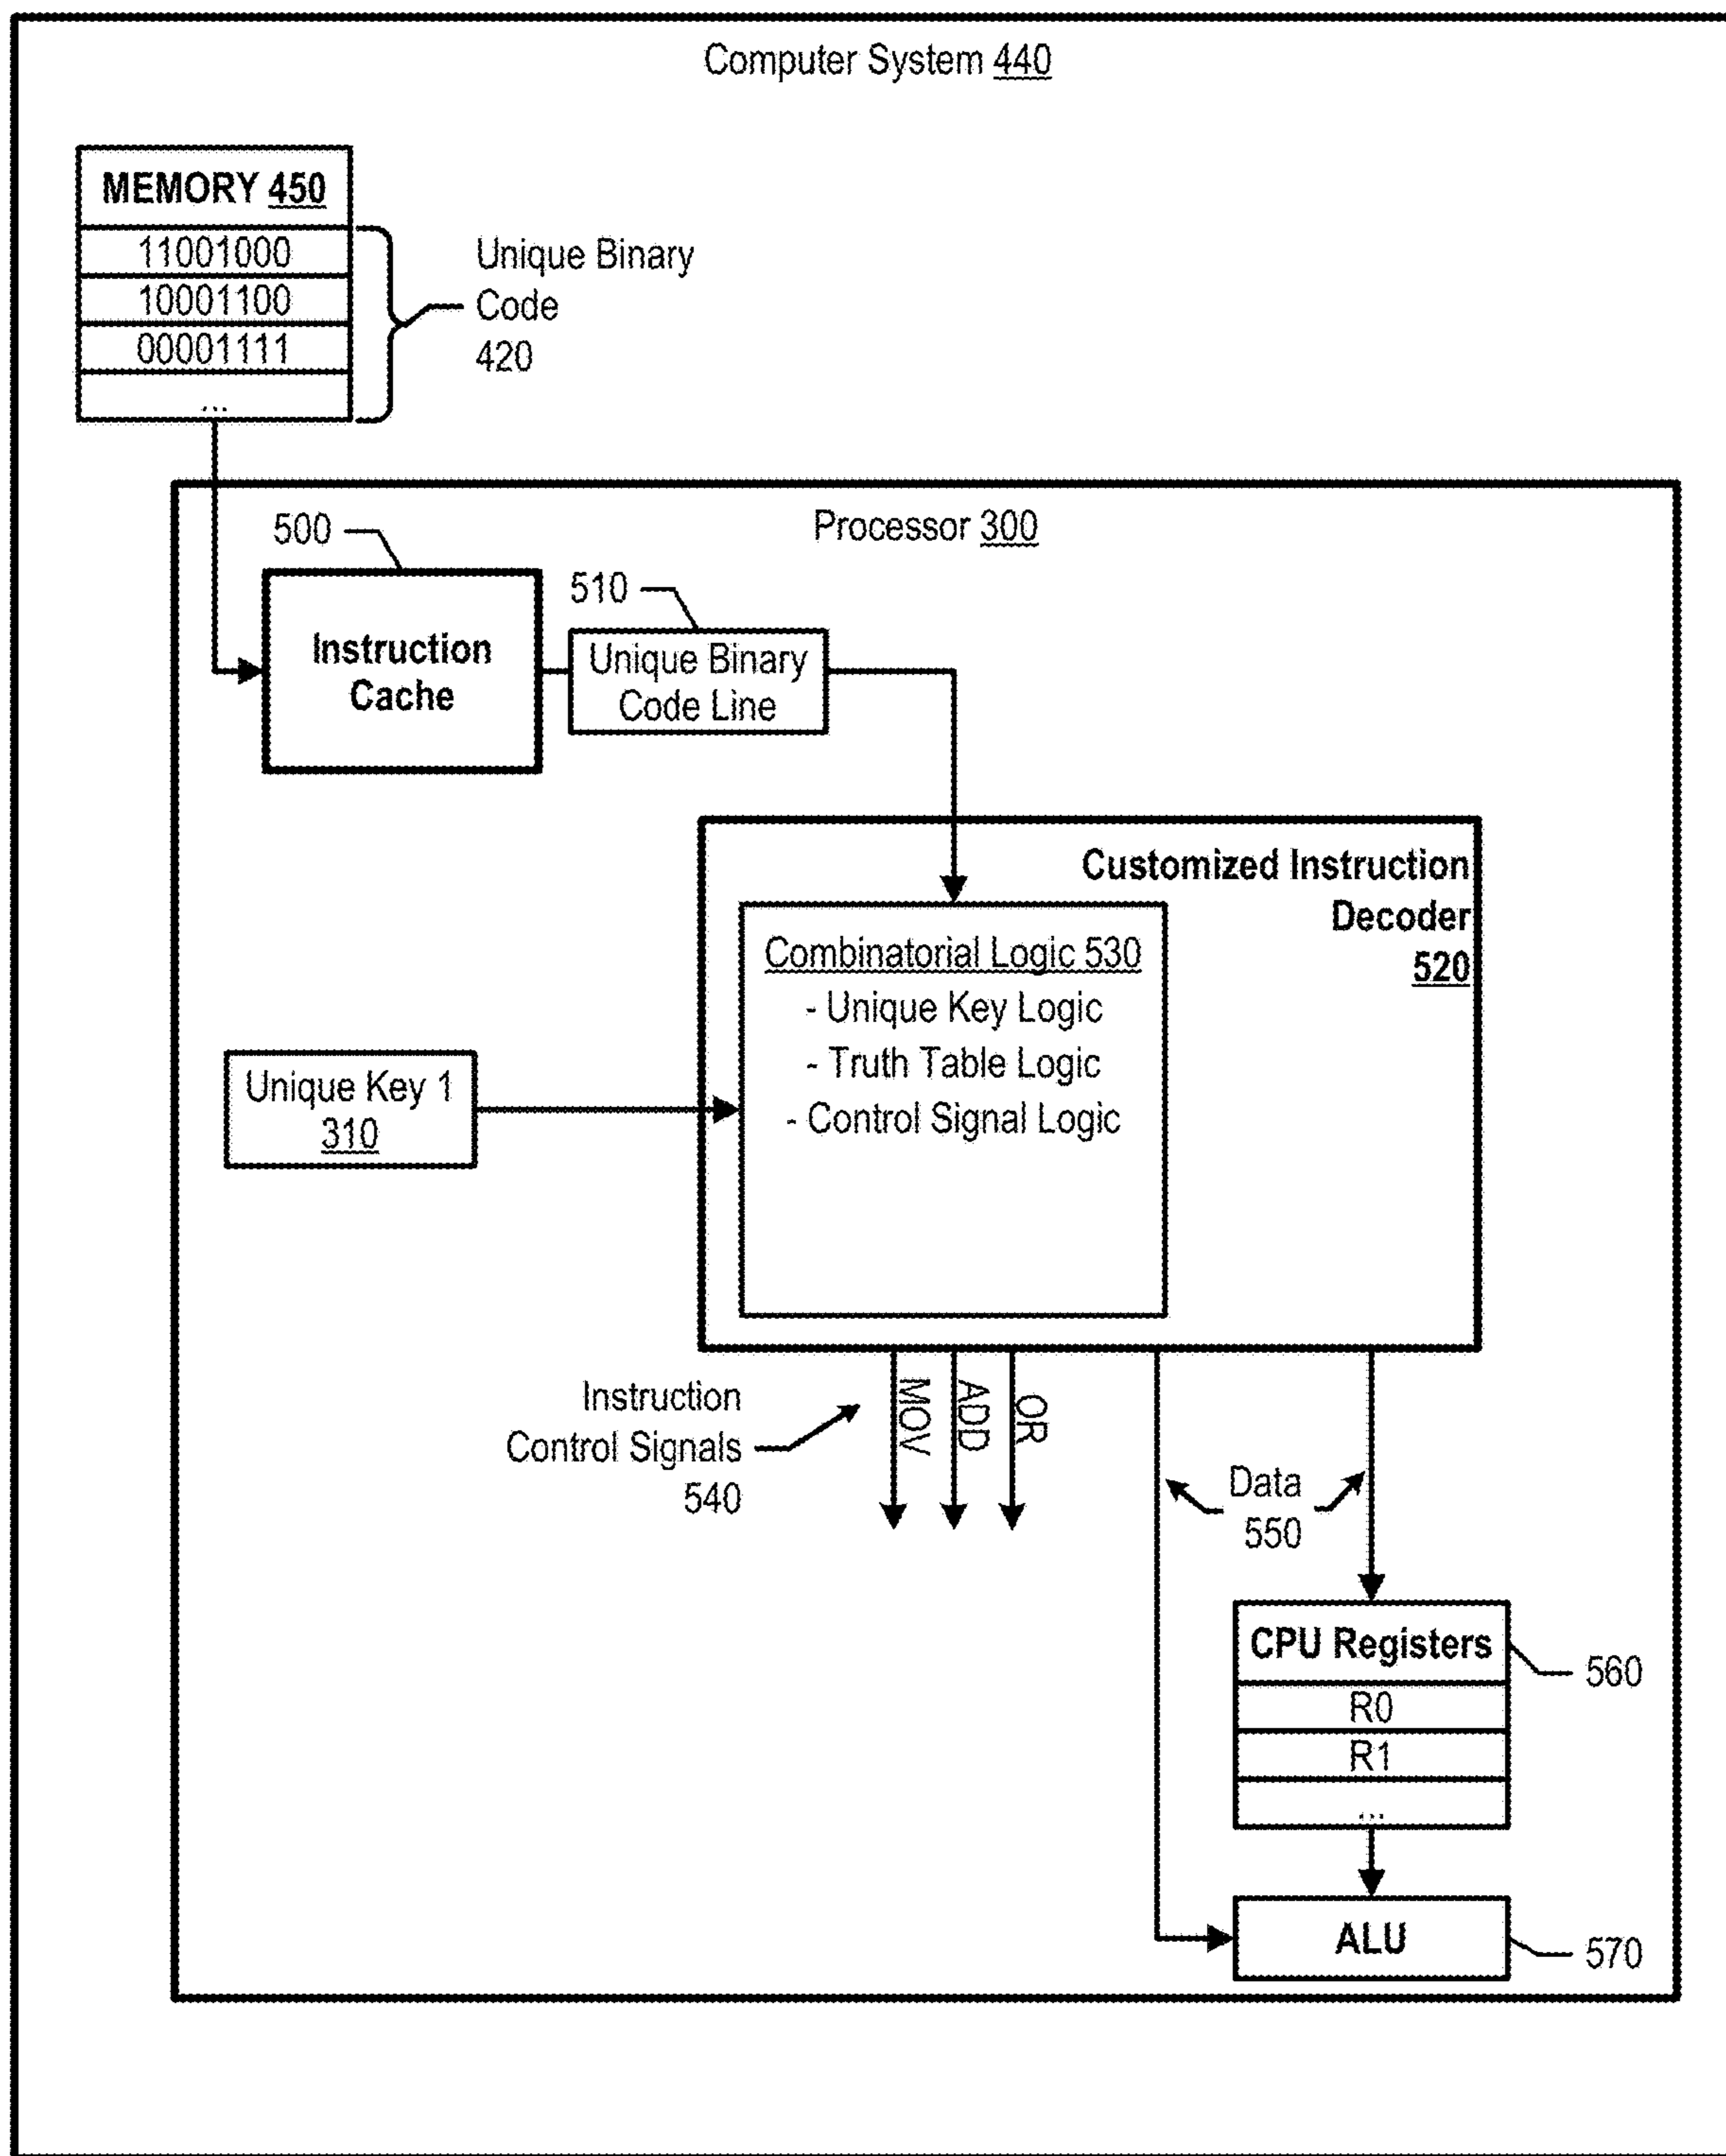 Computer System 440
MEMORY 450
11001000
10001100
00001111
...
Unique Binary
Code
420
Processor 300
500
Instruction
Cache
510
Unique Binary
Code Line
Customized Instruction
Decoder
520
Combinatorial Logic 530
- Unique Key Logic
- Truth Table Logic
- Control Signal Logic
Unique Key 1
310
Instruction
Control Signals
540
MOV
ADD
OR
Data
550
CPU Registers
560
R0
R1
...
ALU
570